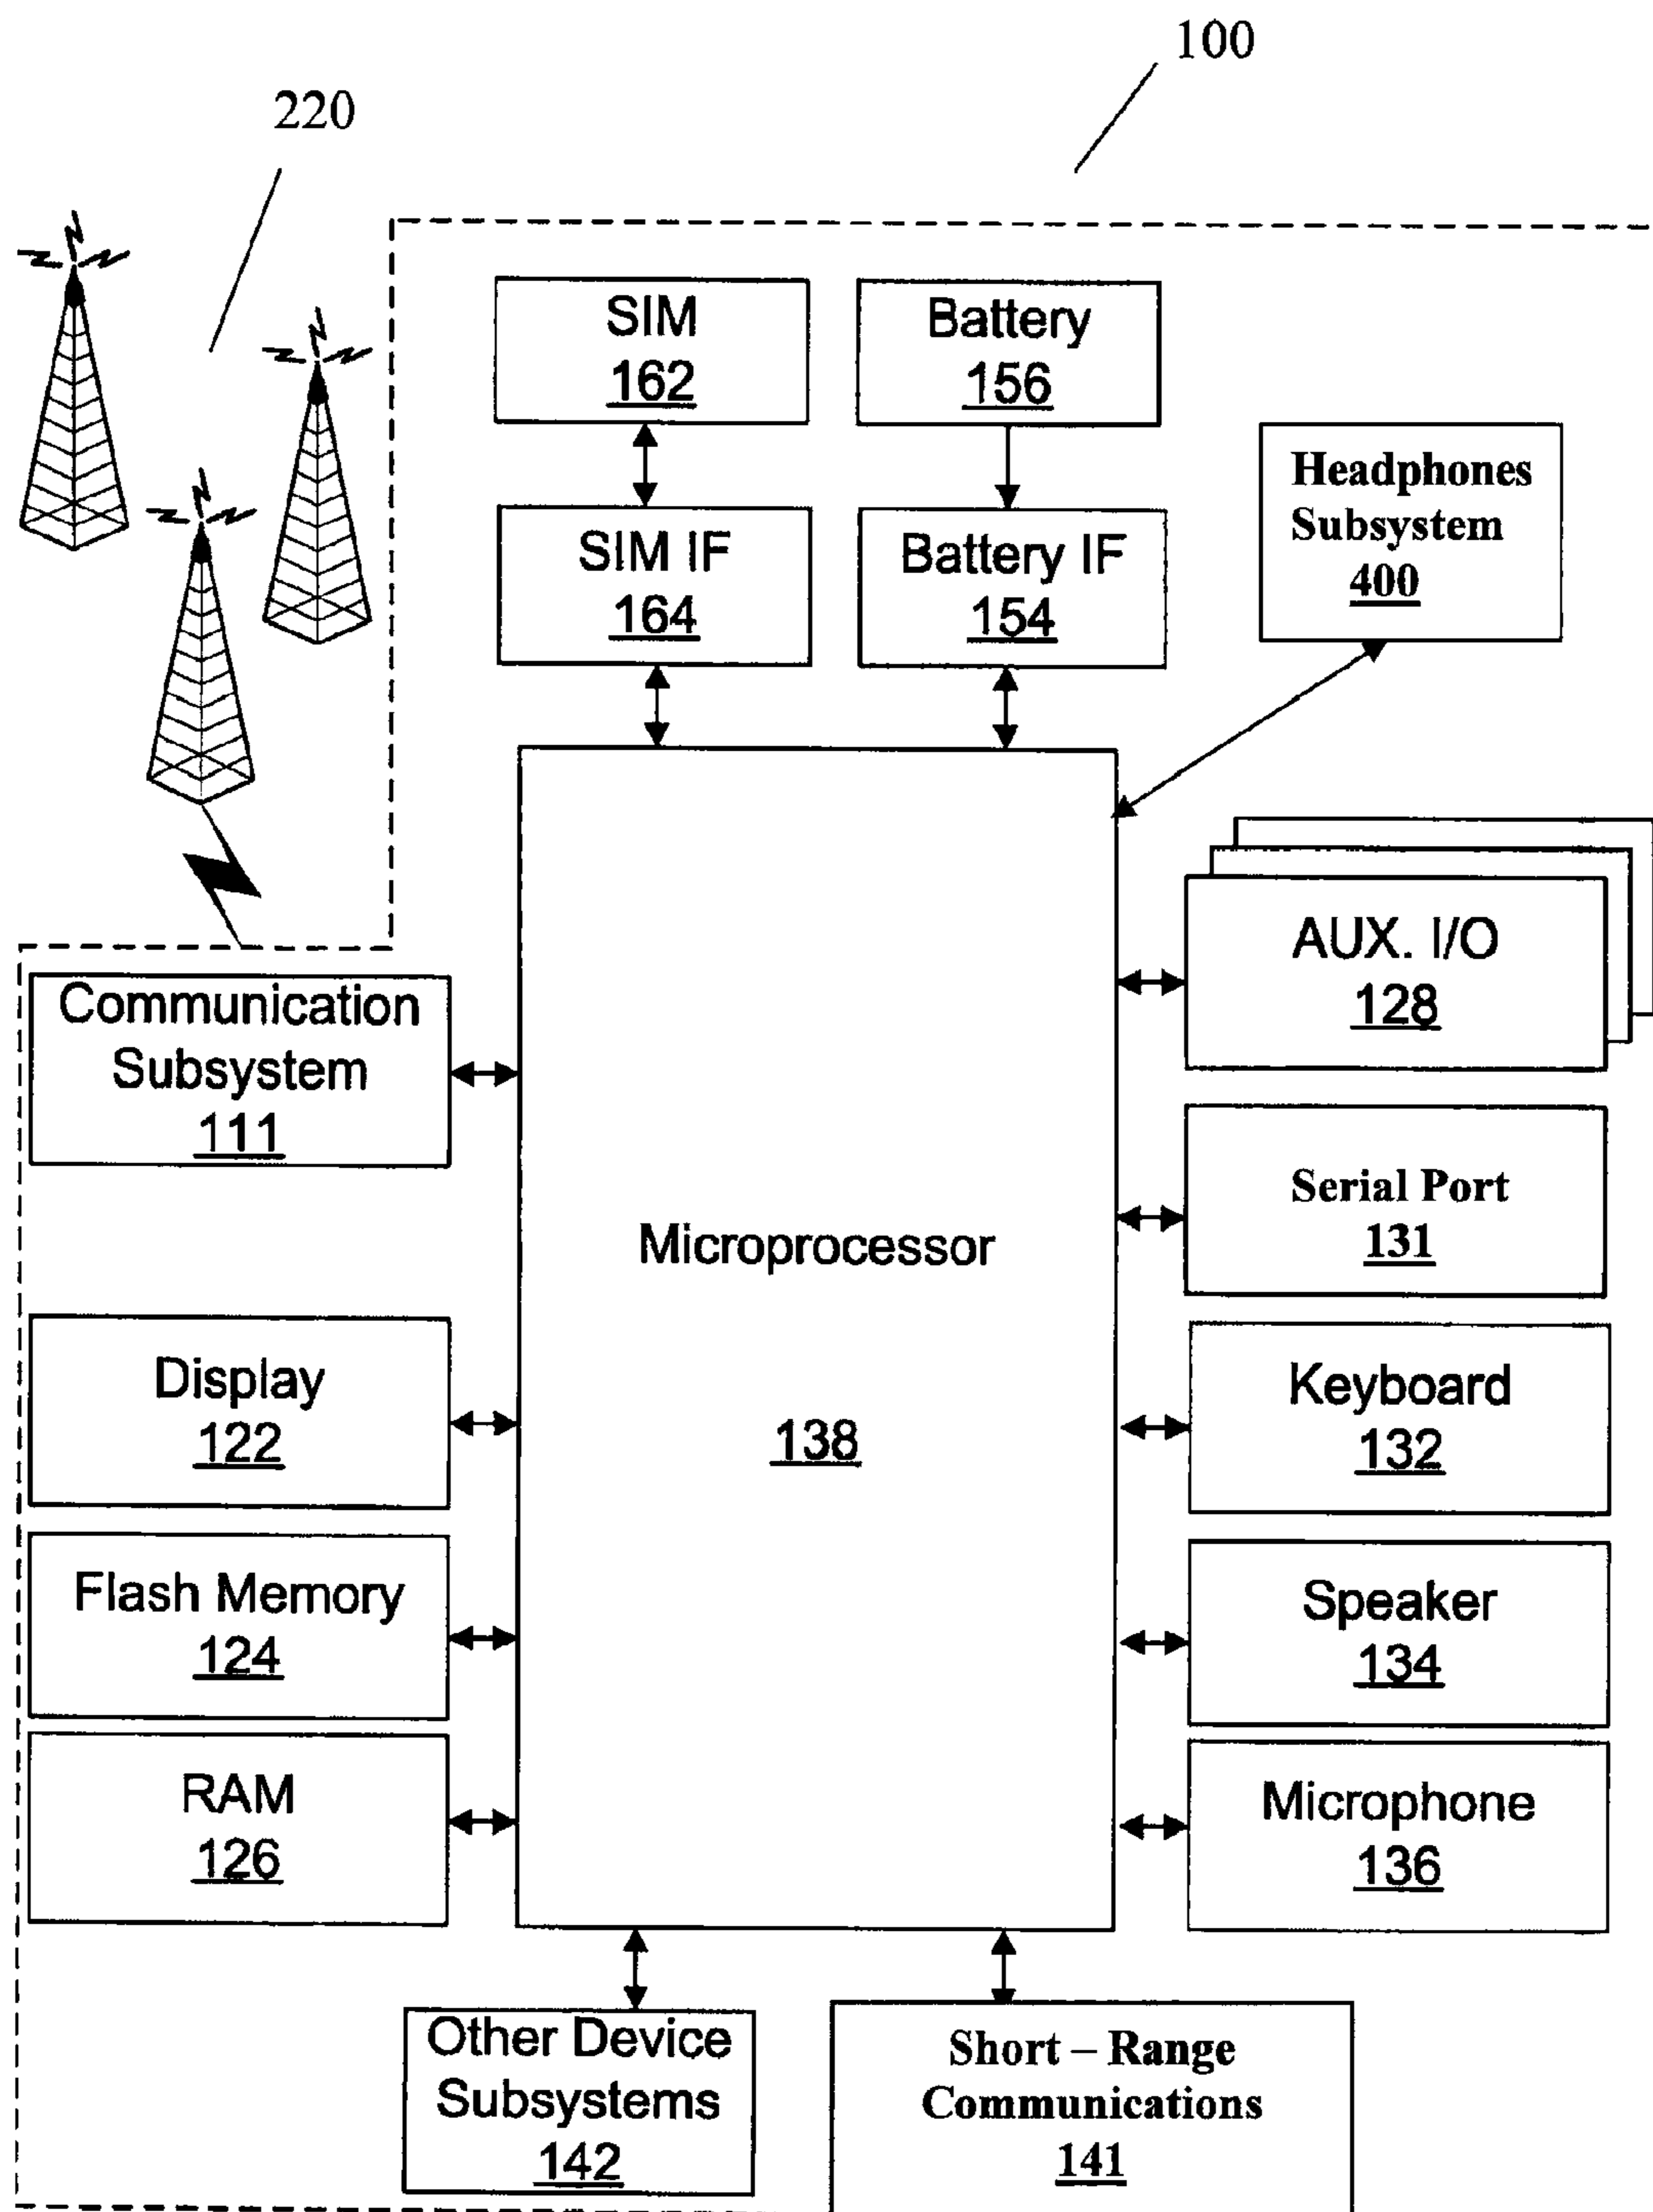 100
220
SIM
162
Battery
156
Headphones
Subsystem
400
SIM IF
164
Battery IF
154
AUX. I/O
128
Communication
Subsystem
111
Serial Port
131
Microprocessor
138
Display
122
Keyboard
132
Flash Memory
124
Speaker
134
RAM
126
Microphone
136
Other Device
Subsystems
142
Short – Range
Communications
141